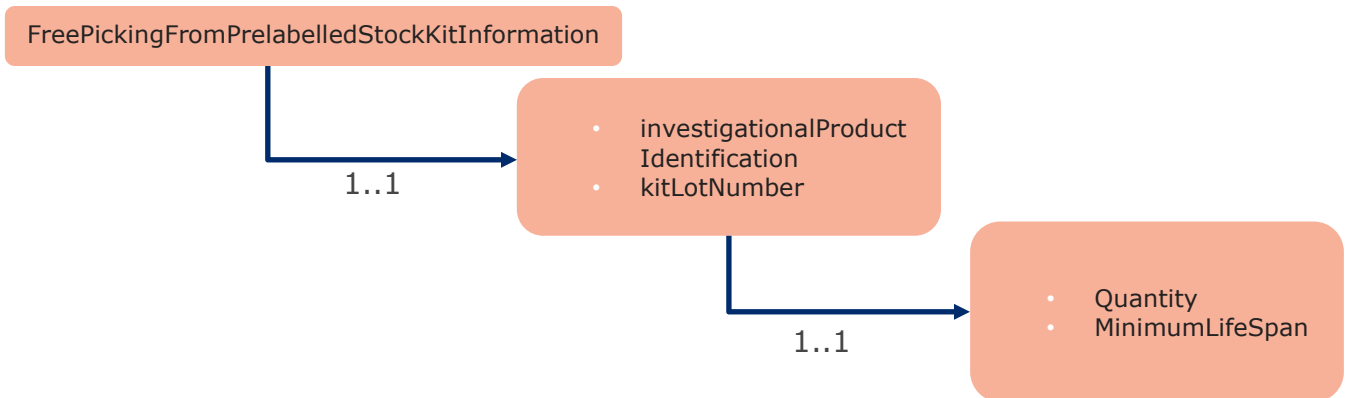 FreePickingFromPrelabelledStockKitInformation
• investigationalProduct
Identification
• kitLotNumber
1..1
• Quantity
• MinimumLifeSpan
1..1